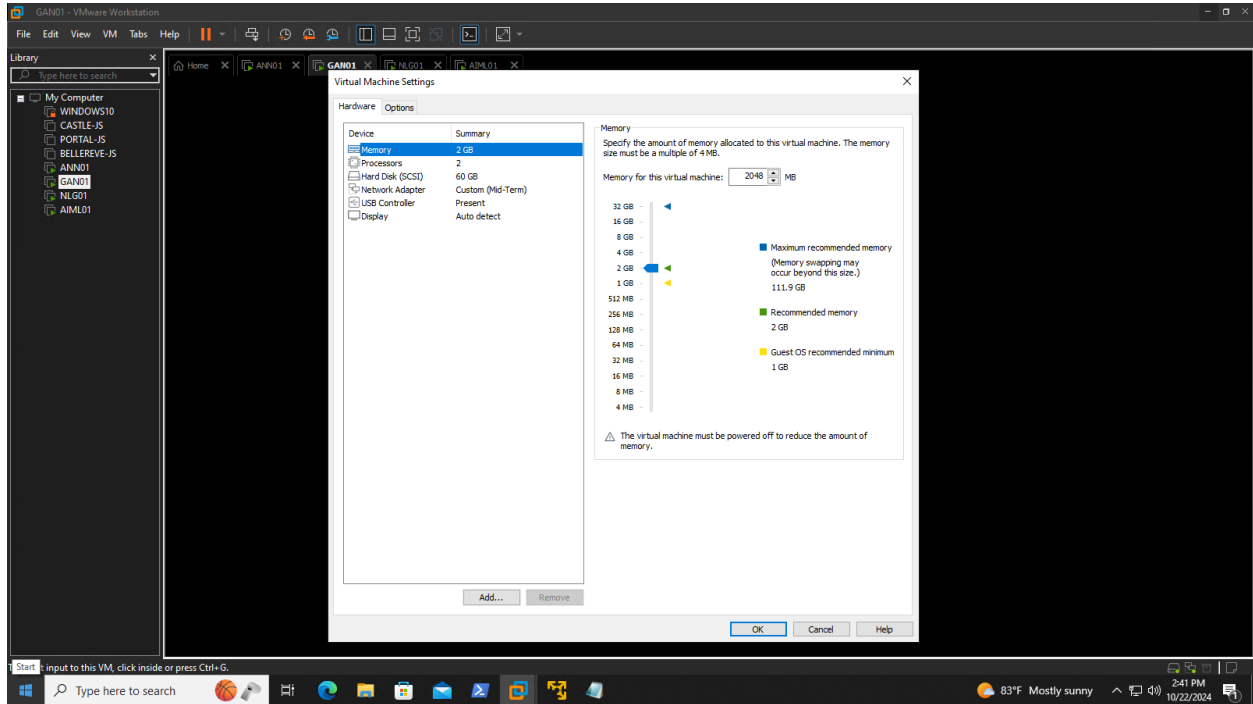 GAN01 - VMware Workstation
File Edit View VM Tabs Help
Library
Type here to search
My Computer
WINDOWS10
CASTLE-JS
PORTAL-JS
BELLEREVE-JS
ANN01
GAN01
NLG01
AIML01
Home ANN01 GAN01 NLG01 AIML01
Virtual Machine Settings
Hardware Options
Device Summary
Memory 2 GB
Processors 2
Hard Disk (SCSI) 60 GB
Network Adapter Custom (Mid-Term)
USB Controller Present
Display Auto detect
Add... Remove
Memory
Specify the amount of memory allocated to this virtual machine. The memory
size must be a multiple of 4 MB.
Memory for this virtual machine: 2048 MB
32 GB
16 GB
8 GB
4 GB
2 GB
1 GB
512 MB
256 MB
128 MB
64 MB
32 MB
16 MB
8 MB
4 MB
Maximum recommended memory
(Memory swapping may
occur beyond this size.)
111.9 GB
Recommended memory
2 GB
Guest OS recommended minimum
1 GB
The virtual machine must be powered off to reduce the amount of
memory.
OK Cancel Help
Start input to this VM, click inside or press Ctrl+G.
Type here to search
83°F Mostly sunny
2:41 PM
10/22/2024
1